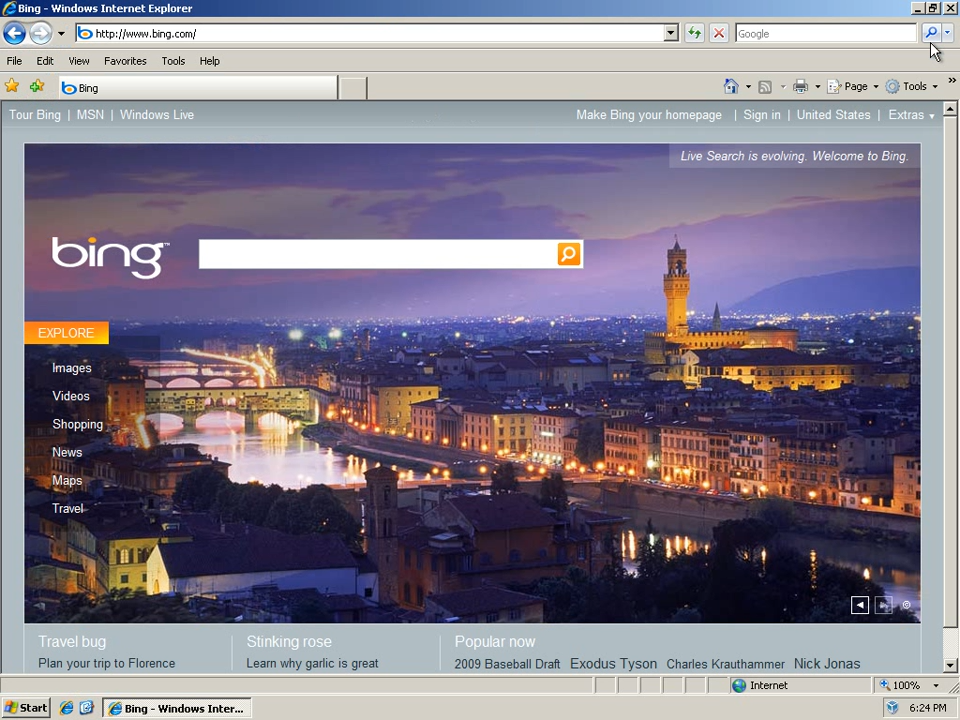 Bing - Windows Internet Explorer
http://www.bing.com/
Google
File Edit View Favorites Tools Help
Bing
Page Tools »
Tour Bing | MSN | Windows Live
Make Bing your homepage | Sign in | United States | Extras
Live Search is evolving. Welcome to Bing.
bing™
EXPLORE
Images
Videos
Shopping
News
Maps
Travel
Travel bug
Plan your trip to Florence
Stinking rose
Learn why garlic is great
Popular now
2009 Baseball Draft Exodus Tyson Charles Krauthammer Nick Jonas
Internet
100%
Start
Bing - Windows Inter...
6:24 PM